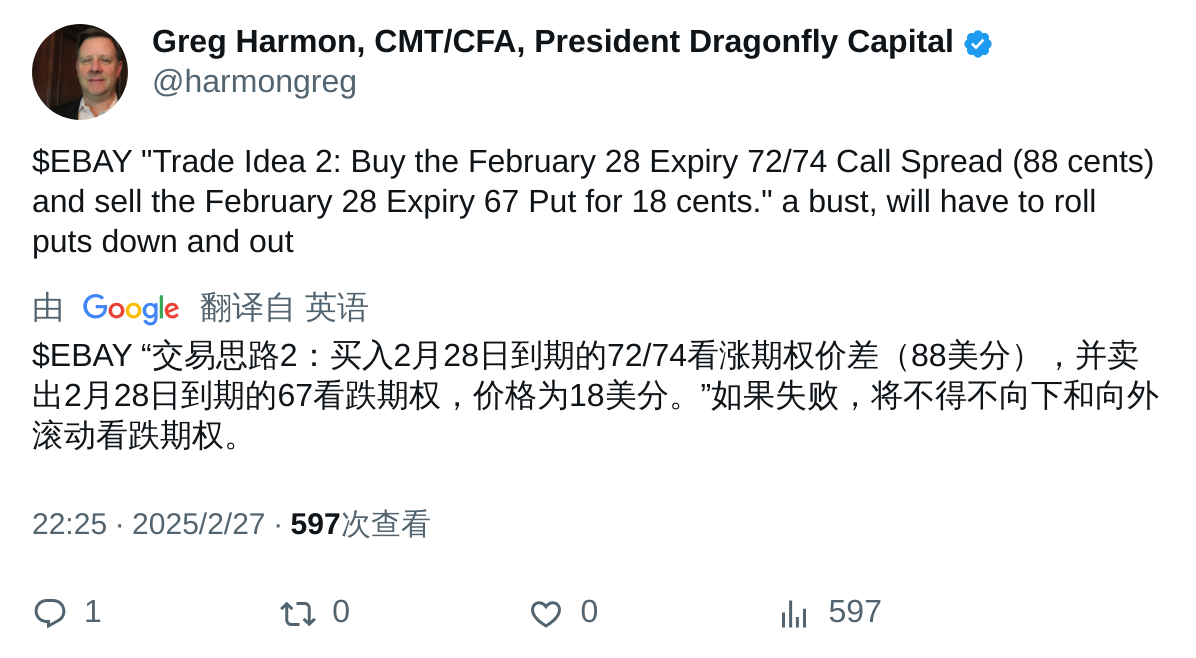 Greg Harmon, CMT/CFA, President Dragonfly Capital
@harmongreg
$EBAY "Trade Idea 2: Buy the February 28 Expiry 72/74 Call Spread (88 cents)
and sell the February 28 Expiry 67 Put for 18 cents." a bust, will have to roll
puts down and out
由 Google 翻译自 英语
$EBAY “交易思路2：买入2月28日到期的72/74看涨期权价差（88美分），并卖
出2月28日到期的67看跌期权，价格为18美分。”如果失败，将不得不向下和向外
滚动看跌期权。
22:25 · 2025/2/27 · 597次查看
1 0 0 597